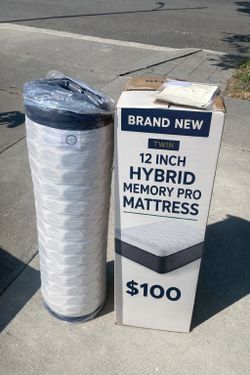 BRAND NEW
TWIN
12 INCH
HYBRID
MEMORY PRO
MATTRESS
$100